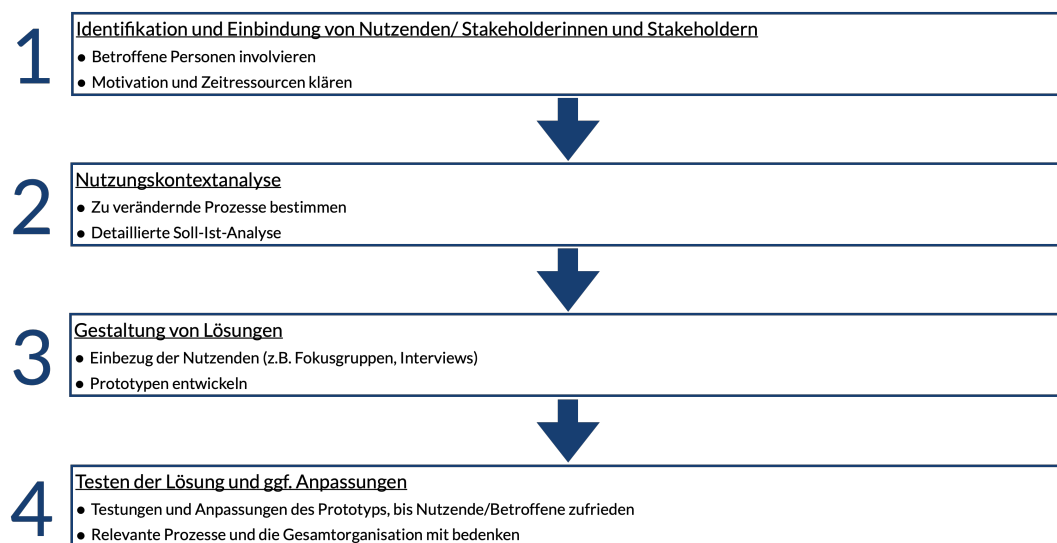 1
Identifikation und Einbindung von Nutzenden/ Stakeholderinnen und Stakeholdern
● Betroffene Personen involvieren
● Motivation und Zeitressourcen klären
2
Nutzungskontextanalyse
● Zu verändernde Prozesse bestimmen
● Detaillierte Soll-Ist-Analyse
3
Gestaltung von Lösungen
● Einbezug der Nutzenden (z.B. Fokusgruppen, Interviews)
● Prototypen entwickeln
4
Testen der Lösung und ggf. Anpassungen
● Testungen und Anpassungen des Prototyps, bis Nutzende/Betroffene zufrieden
● Relevante Prozesse und die Gesamtorganisation mit bedenken